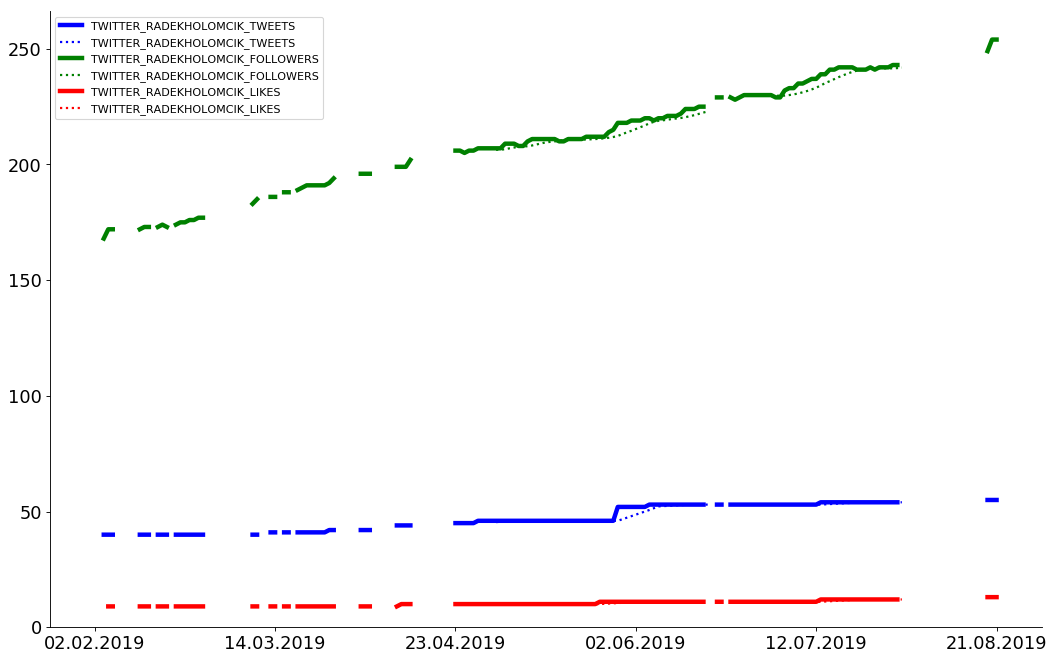 TWITTER_RADEKHOLOMCIK_TWEETS
TWITTER_RADEKHOLOMCIK_TWEETS
TWITTER_RADEKHOLOMCIK_FOLLOWERS
TWITTER_RADEKHOLOMCIK_FOLLOWERS
TWITTER_RADEKHOLOMCIK_LIKES
TWITTER_RADEKHOLOMCIK_LIKES
250
200
150
100
50
0
02.02.2019 14.03.2019 23.04.2019 02.06.2019 12.07.2019 21.08.2019